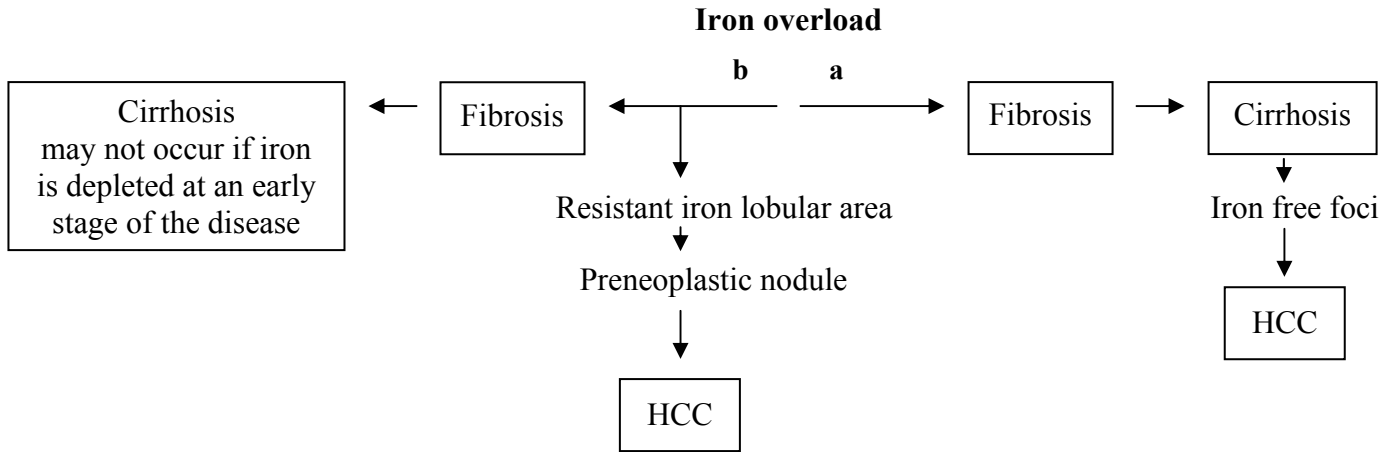 Iron overload
b a
Cirrhosis
may not occur if iron
is depleted at an early
stage of the disease
Fibrosis
Fibrosis
Cirrhosis
Resistant iron lobular area
Iron free foci
Preneoplastic nodule
HCC
HCC